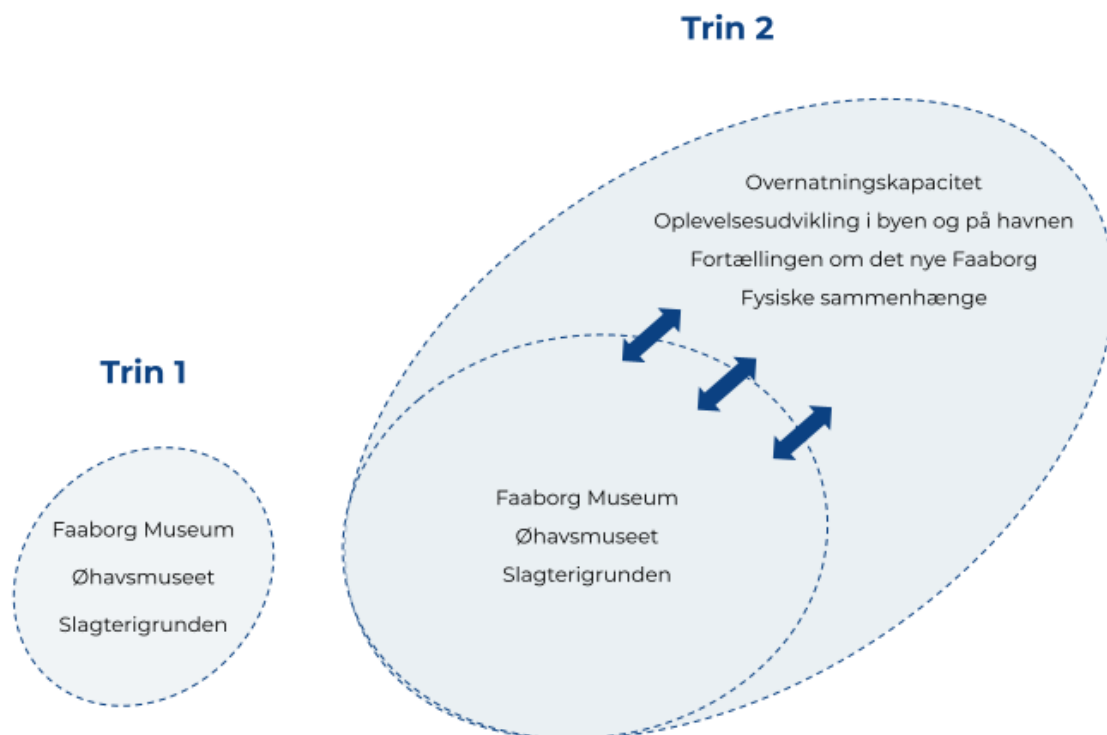 Trin 1
Faaborg Museum
Øhavsmuseet
Slagterigrunden
Trin 2
Overnatningskapacitet
Oplevelsesudvikling i byen og på havnen
Fortællingen om det nye Faaborg
Fysiske sammenhænge
Faaborg Museum
Øhavsmuseet
Slagterigrunden